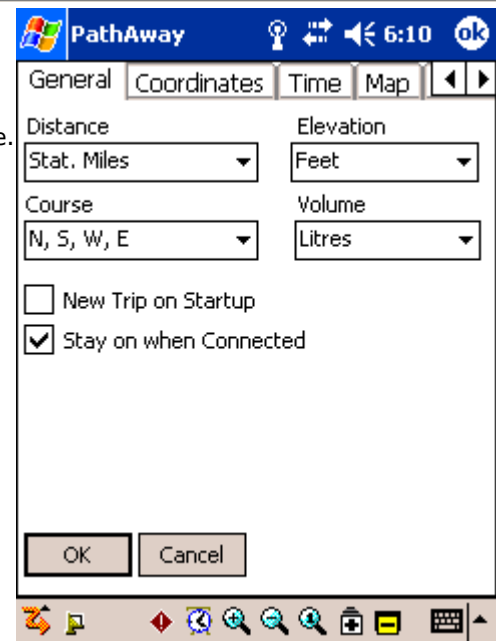 PathAway 6:10 ok
General Coordinates Time Map
e.
Distance Elevation
Stat. Miles Feet
Course Volume
N, S, W, E Litres
New Trip on Startup
Stay on when Connected
OK Cancel